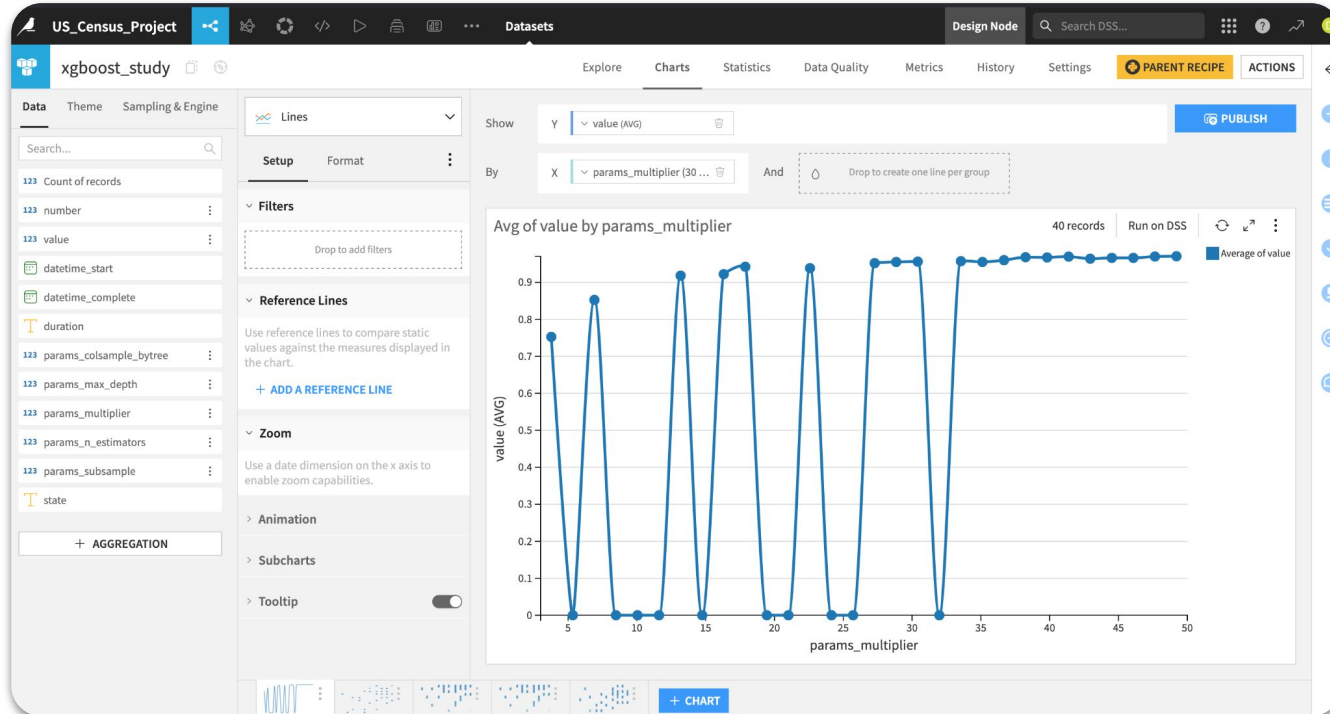 US_Census_Project
Datasets
Design Node
Search DSS...
xgboost_study
Explore
Charts
Statistics
Data Quality
Metrics
History
Settings
PARENT RECIPE
ACTIONS
Data
Theme
Sampling & Engine
Search...
123 Count of records
123 number
123 value
datetime_start
datetime_complete
T duration
123 params_colsample_bytree
123 params_max_depth
123 params_multiplier
123 params_n_estimators
123 params_subsample
T state
+ AGGREGATION
Lines
Setup
Format
Filters
Drop to add filters
Reference Lines
Use reference lines to compare static
values against the measures displayed in
the chart.
+ ADD A REFERENCE LINE
Zoom
Use a date dimension on the x axis to
enable zoom capabilities.
Animation
Subcharts
Tooltip
Show
Y
value (AVG)
PUBLISH
By
X
params_multiplier (30 ...
And
Drop to create one line per group
Avg of value by params_multiplier
40 records
Run on DSS
Average of value
value (AVG)
0.9
0.8
0.7
0.6
0.5
0.4
0.3
0.2
0.1
0
5
10
15
20
25
30
35
40
45
50
params_multiplier
+ CHART